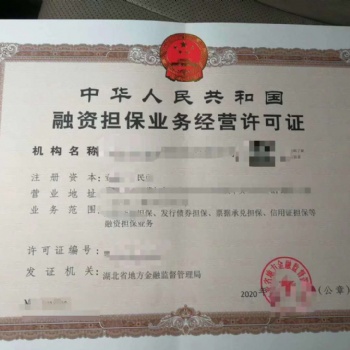 中华人民共和国
融资担保业务经营许可证
机构名称
注册资本
营业地址
业务范围 担保、发行债券担保、票据承兑担保、信用证担保等
融资担保业务
许可证编号
发证机关 湖北省地方金融监督管理局
2020 (公章)